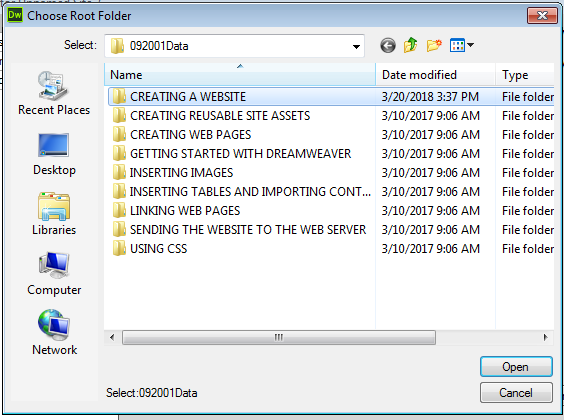 Dw Choose Root Folder
Select: 092001Data
Name Date modified Type
CREATING A WEBSITE 3/20/2018 3:37 PM File folder
CREATING REUSABLE SITE ASSETS 3/10/2017 9:06 AM File folder
CREATING WEB PAGES 3/10/2017 9:06 AM File folder
GETTING STARTED WITH DREAMWEAVER 3/10/2017 9:06 AM File folder
INSERTING IMAGES 3/10/2017 9:06 AM File folder
INSERTING TABLES AND IMPORTING CONT... 3/10/2017 9:06 AM File folder
LINKING WEB PAGES 3/10/2017 9:06 AM File folder
SENDING THE WEBSITE TO THE WEB SERVER 3/10/2017 9:06 AM File folder
USING CSS 3/10/2017 9:06 AM File folder
Recent Places
Desktop
Libraries
Computer
Network
Open
Select:092001Data
Cancel